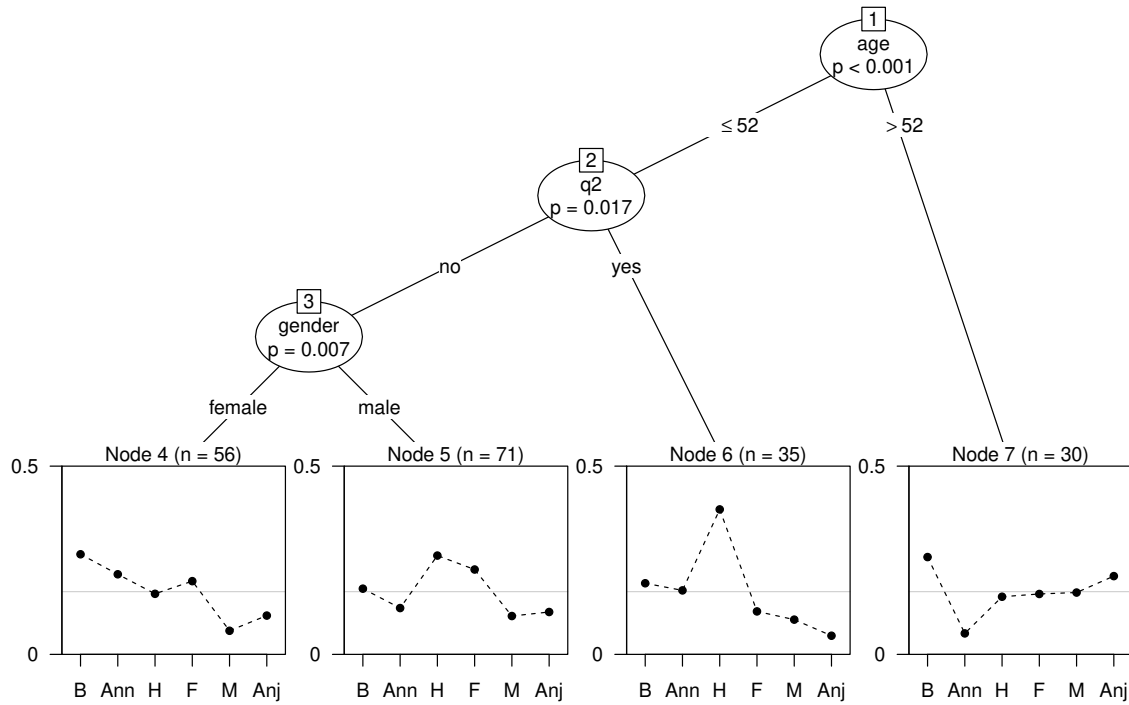 1
age
p < 0.001
≤ 52
> 52
2
q2
p = 0.017
no
yes
3
gender
p = 0.007
female
male
Node 4 (n = 56)
0.5
0
B Ann H F M Anj
Node 5 (n = 71)
0.5
0
B Ann H F M Anj
Node 6 (n = 35)
0.5
0
B Ann H F M Anj
Node 7 (n = 30)
0.5
0
B Ann H F M Anj